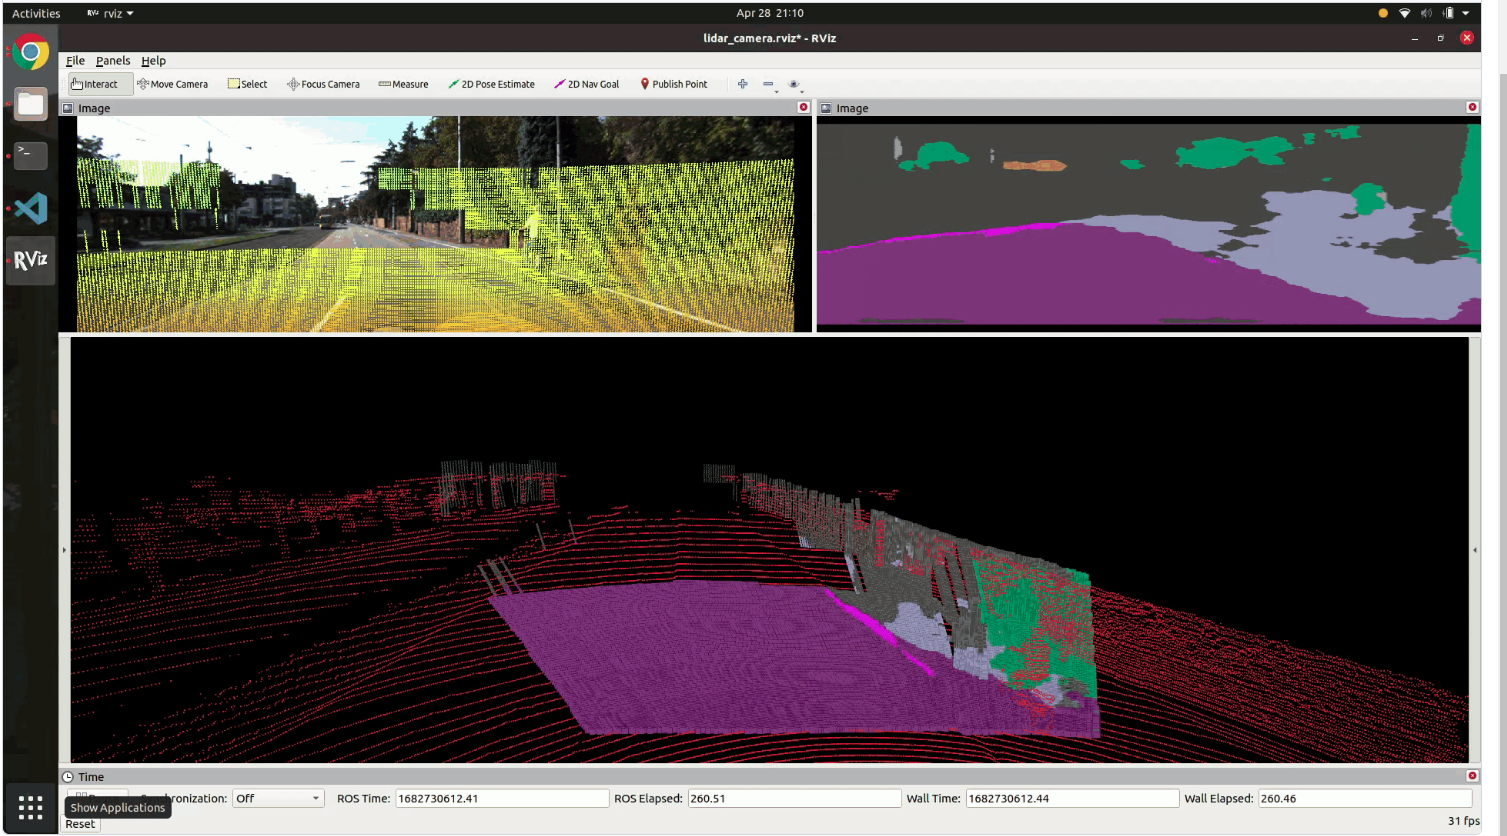 Activities
RViz rviz
Apr 28 21:10
lidar_camera.rviz* - RViz
File Panels Help
Interact Move Camera Select Focus Camera Measure 2D Pose Estimate 2D Nav Goal Publish Point
Image
Image
>_
RViz
Time
Synchronization: Off ROS Time: 1682730612.41 ROS Elapsed: 260.51 Wall Time: 1682730612.44 Wall Elapsed: 260.46
Show Applications
Reset
31 fps